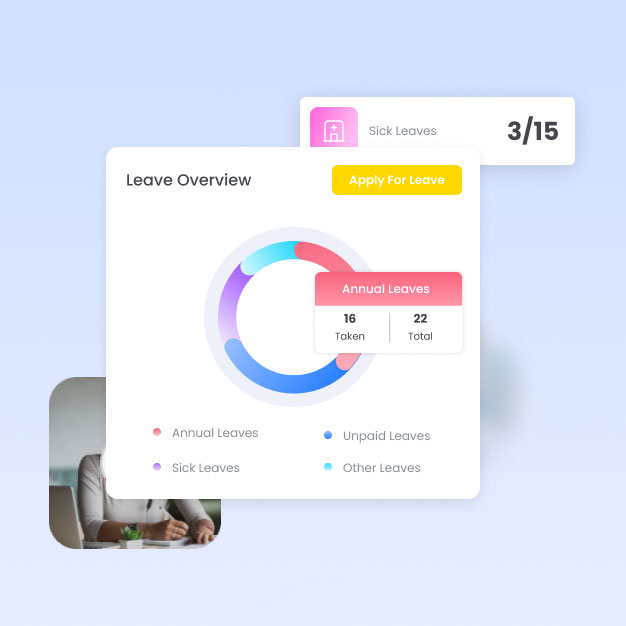 Sick Leaves
3/15
Leave Overview
Apply For Leave
Annual Leaves
16
22
Taken
Total
Annual Leaves
Unpaid Leaves
Sick Leaves
Other Leaves